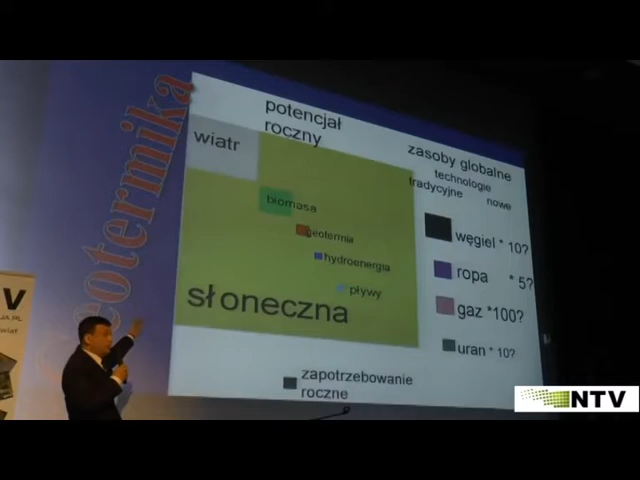 Geotermika
potencjał
roczny
wiatr
biomasa
geotermia
hydroenergia
pływy
słoneczna
zapotrzebowanie
roczne
zasoby globalne
technologie
tradycyjne nowe
węgiel * 10?
ropa * 5?
gaz *100?
uran * 10?
V
NTV